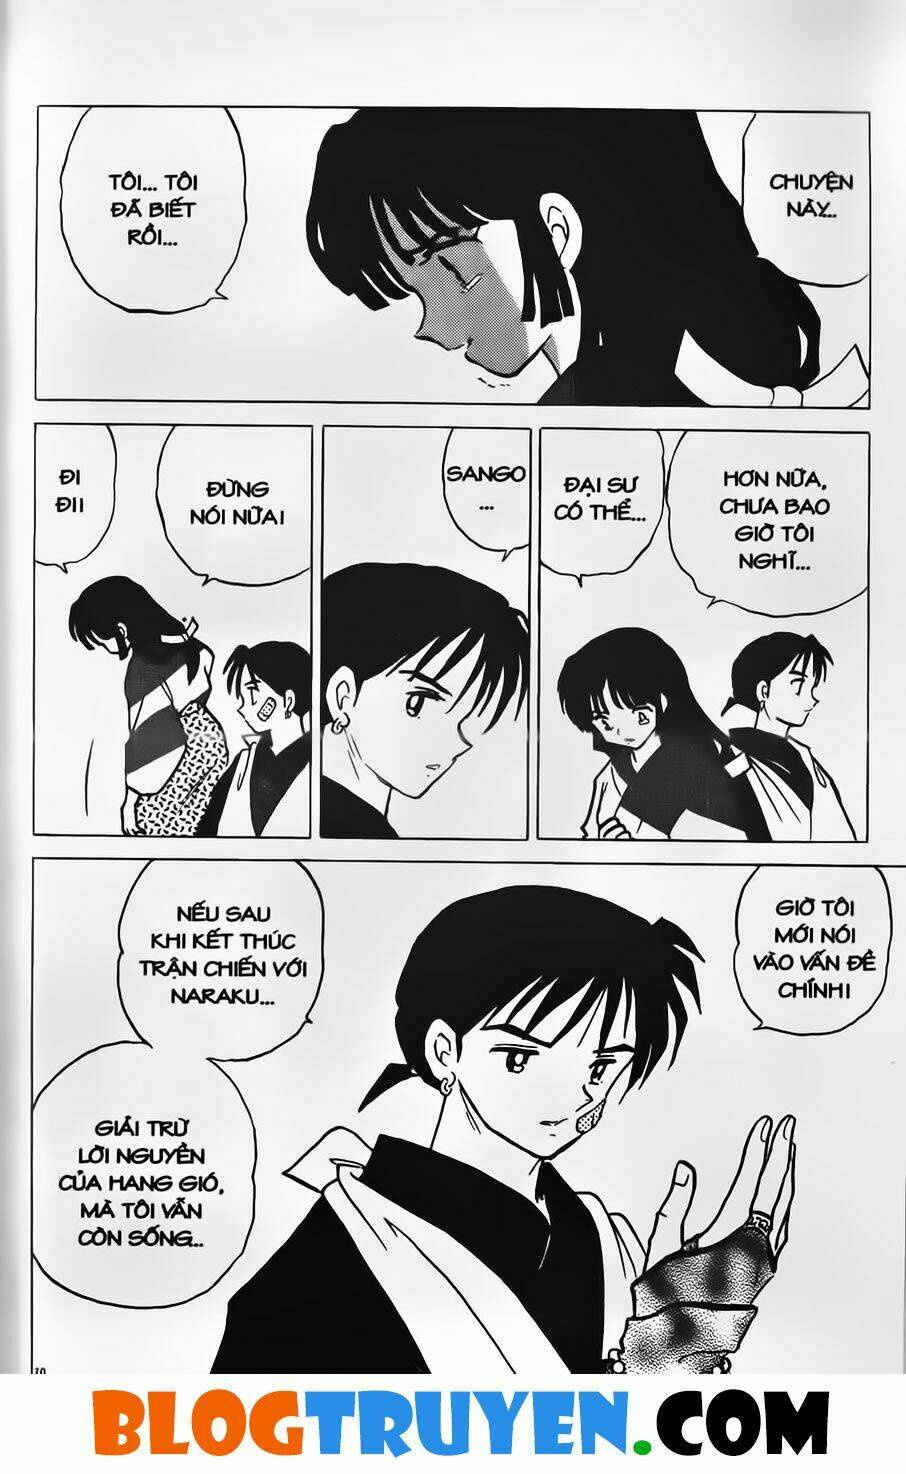 CHUYỆN
NÀY...
TÔI... TÔI
ĐÃ BIẾT
RỒI...
HƠN NỮA,
CHƯA BAO
GIỜ TÔI
NGHĨ...
ĐẠI SƯ
CÓ THỂ...
SANGO
...
ĐỪNG
NÓI NỮA!
ĐI
ĐI!
GIỜ TÔI
MỚI NÓI
VÀO VẤN ĐỀ
CHÍNH!
NẾU SAU
KHI KẾT THÚC
TRẬN CHIẾN VỚI
NARAKU...
GIẢI TRỪ
LỜI NGUYỀN
CỦA HANG GIÓ,
MÀ TÔI VẪN
CÒN SỐNG...
BLOGTRUYEN.COM